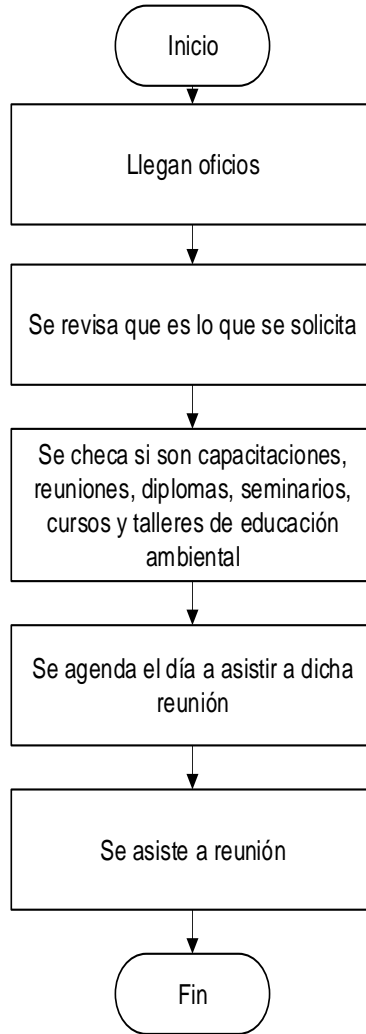 Inicio
Llegan oficios
Se revisa que es lo que se solicita
Se checa si son capacitaciones,
reuniones, diplomas, seminarios,
cursos y talleres de educación
ambiental
Se agenda el día a asistir a dicha
reunión
Se asiste a reunión
Fin